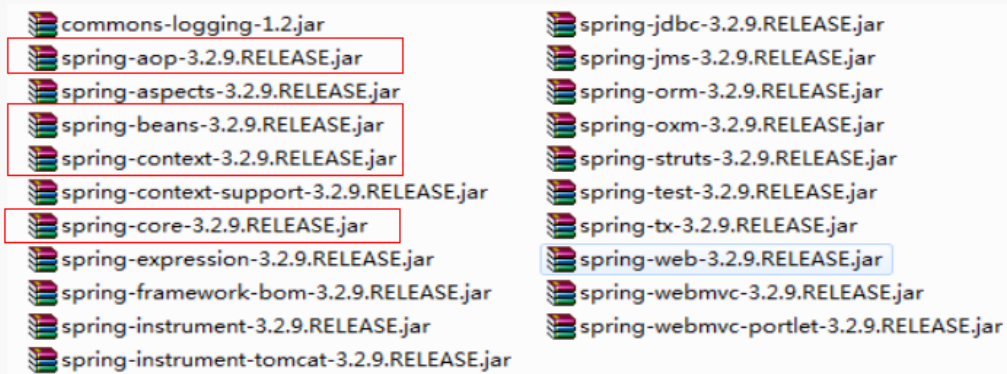 commons-logging-1.2.jar
spring-aop-3.2.9.RELEASE.jar
spring-aspects-3.2.9.RELEASE.jar
spring-beans-3.2.9.RELEASE.jar
spring-context-3.2.9.RELEASE.jar
spring-context-support-3.2.9.RELEASE.jar
spring-core-3.2.9.RELEASE.jar
spring-expression-3.2.9.RELEASE.jar
spring-framework-bom-3.2.9.RELEASE.jar
spring-instrument-3.2.9.RELEASE.jar
spring-instrument-tomcat-3.2.9.RELEASE.jar
spring-jdbc-3.2.9.RELEASE.jar
spring-jms-3.2.9.RELEASE.jar
spring-orm-3.2.9.RELEASE.jar
spring-oxm-3.2.9.RELEASE.jar
spring-struts-3.2.9.RELEASE.jar
spring-test-3.2.9.RELEASE.jar
spring-tx-3.2.9.RELEASE.jar
spring-web-3.2.9.RELEASE.jar
spring-webmvc-3.2.9.RELEASE.jar
spring-webmvc-portlet-3.2.9.RELEASE.jar